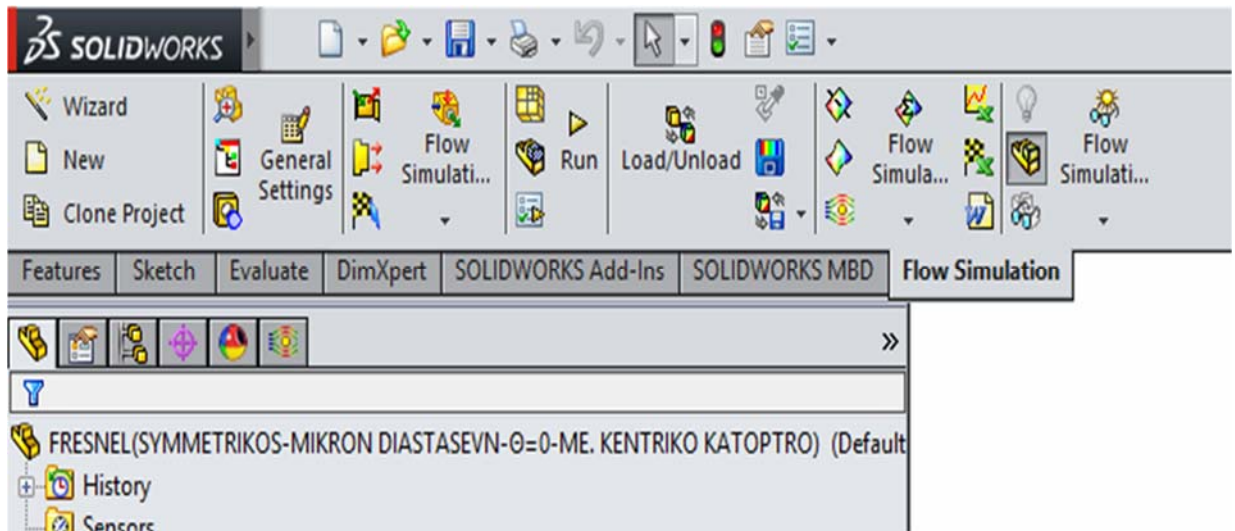 SOLIDWORKS
Wizard
New
Clone Project
General
Settings
Flow
Simulati...
Run
Load/Unload
Flow
Simula...
Flow
Simulati...
Features Sketch Evaluate DimXpert SOLIDWORKS Add-Ins SOLIDWORKS MBD Flow Simulation
FRESNEL(SYMMETRIKOS-MIKRON DIASTASEVN-Θ=0-ME. KENTRIKO KATOPTRO) (Default
History
Sensors